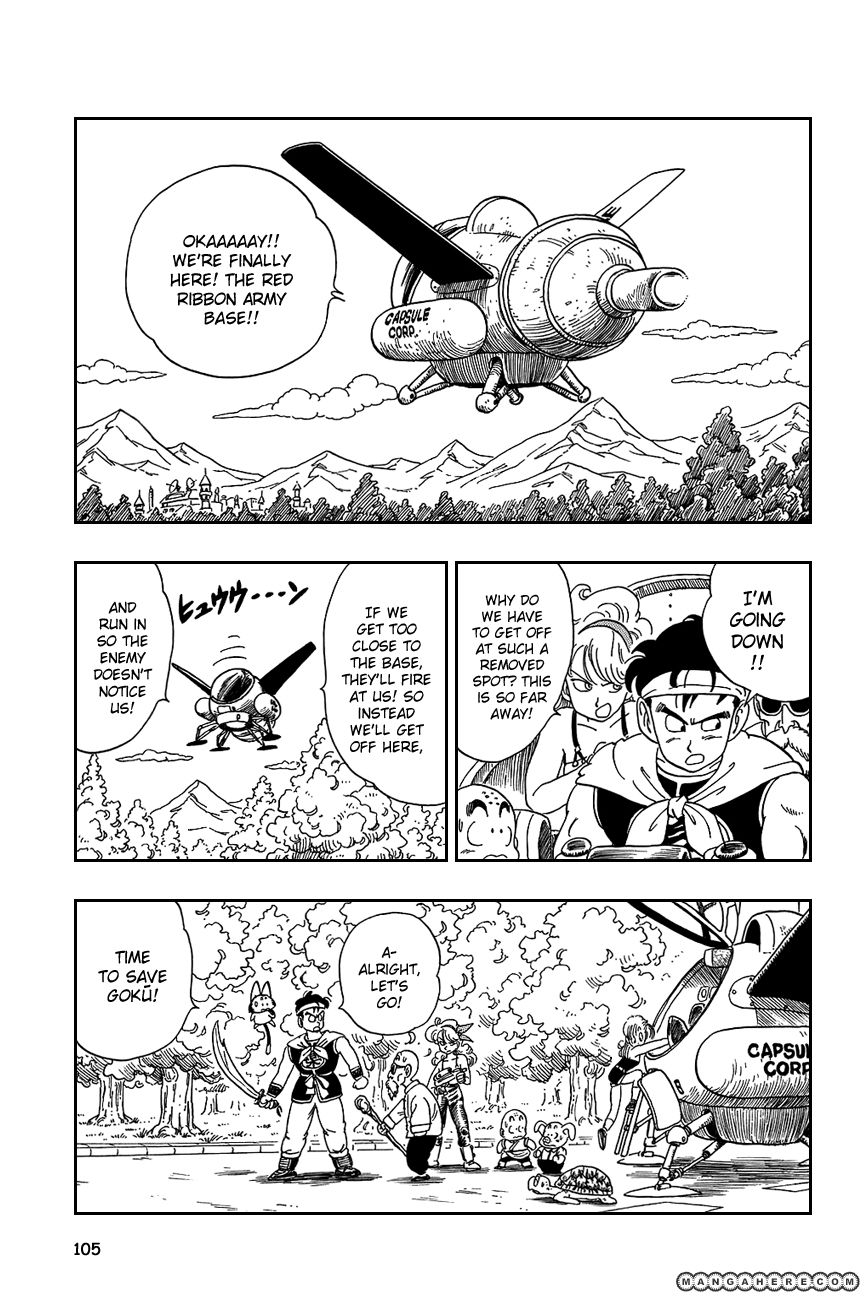 OKAAAAAY!!
WE'RE FINALLY
HERE! THE RED
RIBBON ARMY
BASE!!
CAPSULE
CORP.
I'M
GOING
DOWN
!!
WHY DO
WE HAVE
TO GET OFF
AT SUCH A
REMOVED
SPOT? THIS
IS SO FAR
AWAY!
IF WE
GET TOO
CLOSE TO
THE BASE,
THEY'LL FIRE
AT US! SO
INSTEAD
WE'LL GET
OFF HERE,
ヒュウウ---ン
AND
RUN IN
SO THE
ENEMY
DOESN'T
NOTICE
US!
A-
ALRIGHT,
LET'S
GO!
TIME
TO SAVE
GOKŪ!
CAPSUL
CORP
105
MANGAHERE.COM